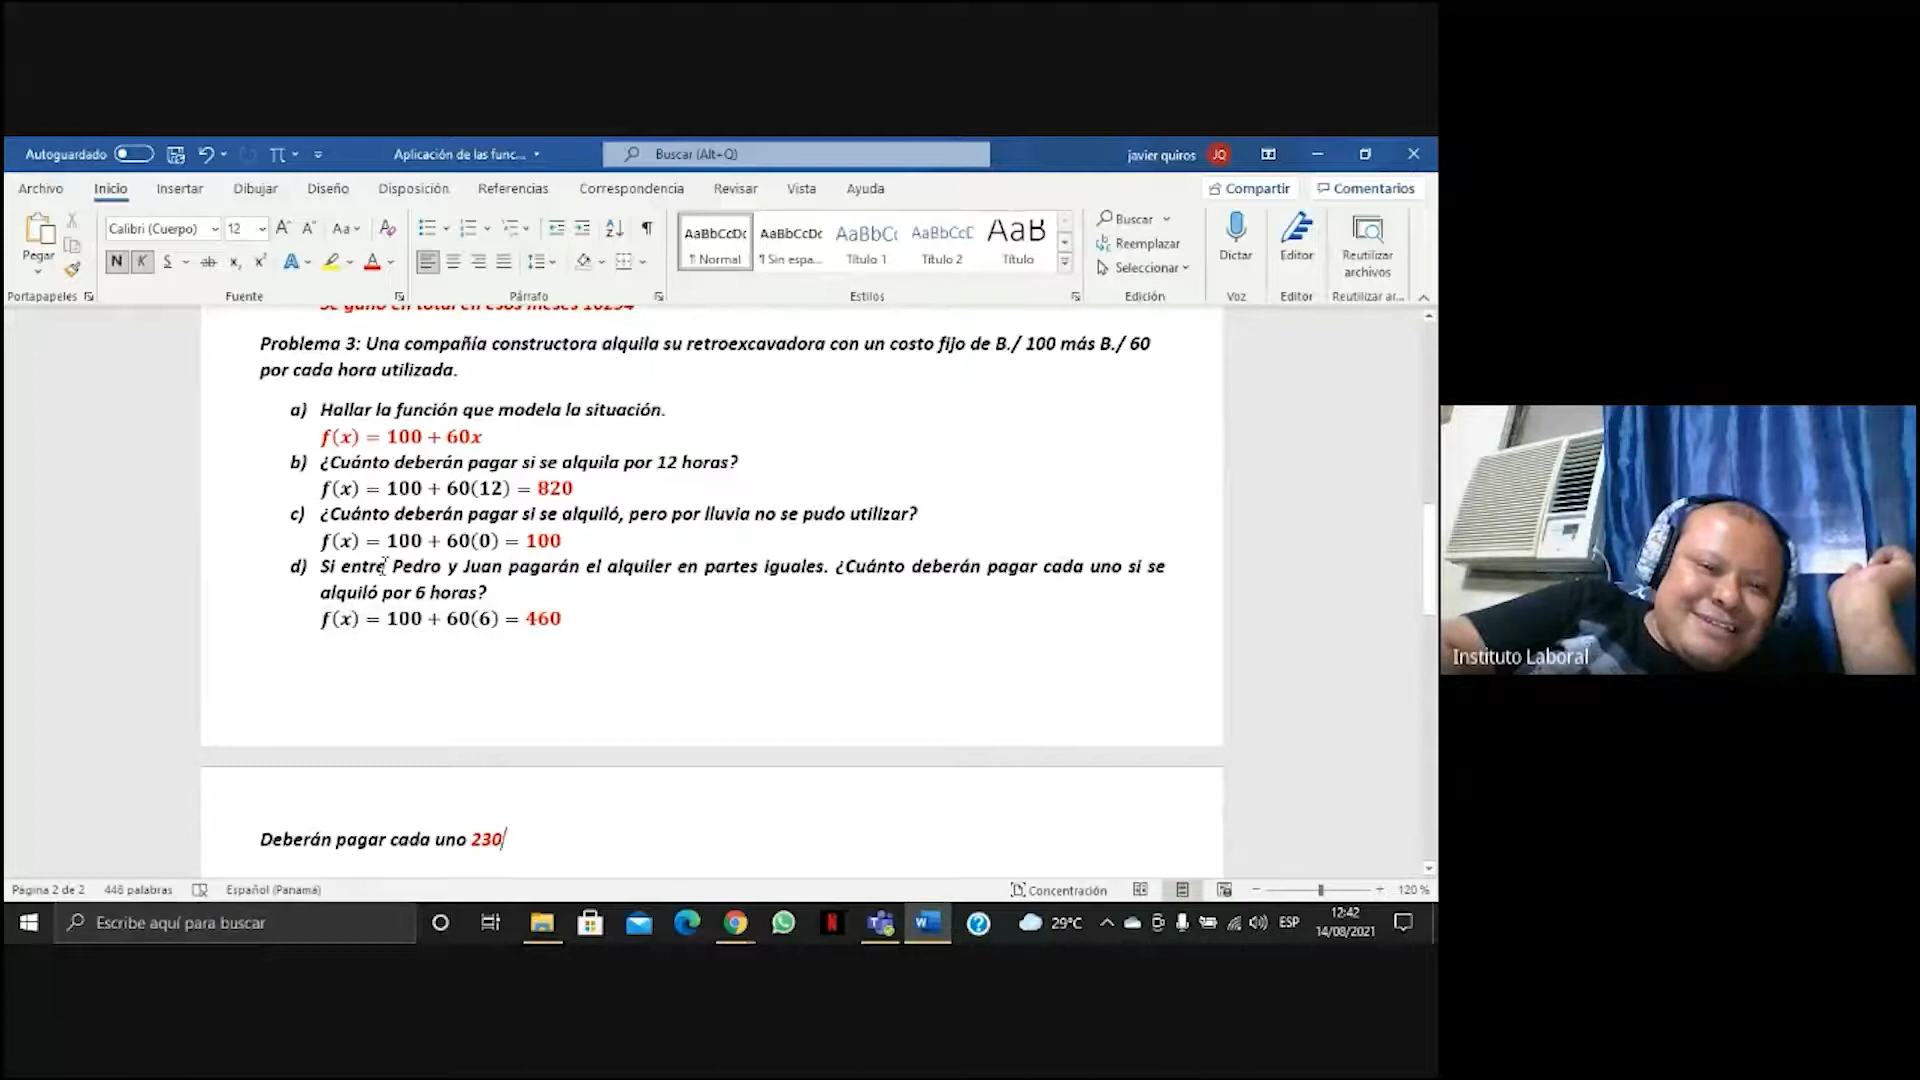 Autoguardado
Aplicación de las func...
Buscar (Alt+Q)
javier quiros
JQ
Archivo
Inicio
Insertar
Dibujar
Diseño
Disposición
Referencias
Correspondencia
Revisar
Vista
Ayuda
Compartir
Comentarios
Pegar
Calibri (Cuerpo)
12
AaBbCcDc
AaBbCcDc
AaBbCc
AaBbCcD
AaB
¶ Normal
¶ Sin espa...
Título 1
Título 2
Título
Buscar
Reemplazar
Seleccionar
Dictar
Editor
Reutilizar
archivos
Portapapeles
Fuente
Párrafo
Estilos
Edición
Voz
Editor
Reutilizar ar...
Se ganó en total en esos meses 16254
Problema 3: Una compañía constructora alquila su retroexcavadora con un costo fijo de B./ 100 más B./ 60
por cada hora utilizada.
a) Hallar la función que modela la situación.
f(x) = 100 + 60x
b) ¿Cuánto deberán pagar si se alquila por 12 horas?
f(x) = 100 + 60(12) = 820
c) ¿Cuánto deberán pagar si se alquiló, pero por lluvia no se pudo utilizar?
f(x) = 100 + 60(0) = 100
d) Si entre Pedro y Juan pagarán el alquiler en partes iguales. ¿Cuánto deberán pagar cada uno si se
alquiló por 6 horas?
f(x) = 100 + 60(6) = 460
Deberán pagar cada uno 230
Instituto Laboral
Página 2 de 2
446 palabras
Español (Panamá)
Concentración
120 %
Escribe aquí para buscar
29°C
ESP
12:42
14/08/2021